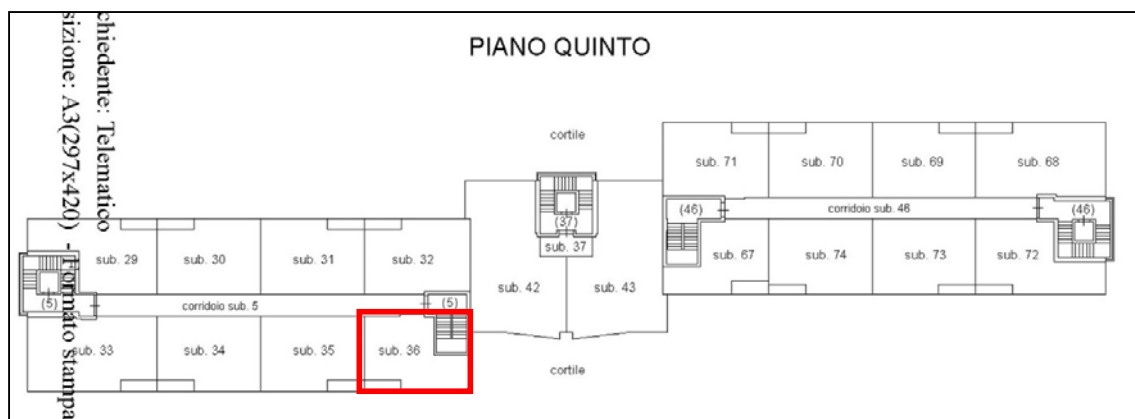 chiedente: Telematico
sizione: A3(297x420) - Formato stampa
PIANO QUINTO
cortile
sub. 71
sub. 70
sub. 69
sub. 68
(46)
corridoio sub. 46
(46)
sub. 67
sub. 74
sub. 73
sub. 72
(37)
sub. 37
sub. 42
sub. 43
sub. 29
sub. 30
sub. 31
sub. 32
(5)
corridoio sub. 5
(5)
sub. 33
sub. 34
sub. 35
sub. 36
cortile